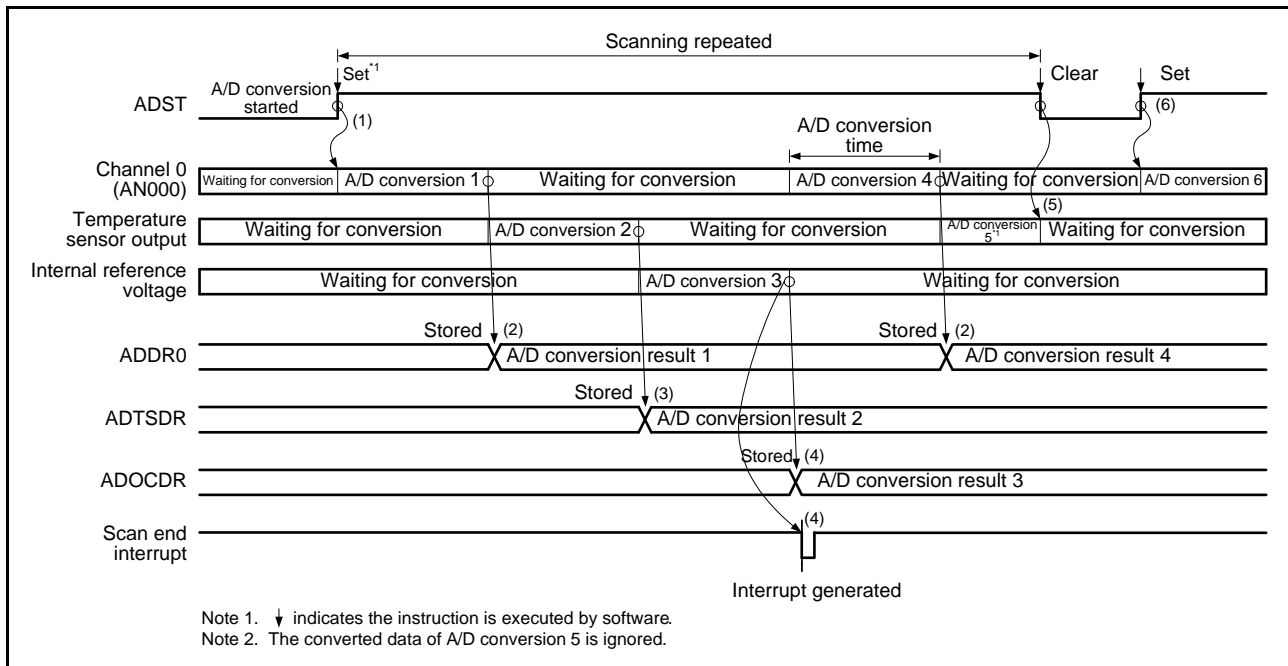 Scanning repeated
Set*1
Clear
Set
ADST
A/D conversion
started
(1)
(6)
A/D conversion
time
Channel 0
(AN000)
Waiting for conversion
A/D conversion 1
Waiting for conversion
A/D conversion 4
Waiting for conversion
A/D conversion 6
(5)
Temperature
sensor output
Waiting for conversion
A/D conversion 2
Waiting for conversion
A/D conversion
5*1
Waiting for conversion
Internal reference
voltage
Waiting for conversion
A/D conversion 3
Waiting for conversion
Stored (2)
Stored (2)
ADDR0
A/D conversion result 1
A/D conversion result 4
Stored (3)
ADTSDR
A/D conversion result 2
Stored (4)
ADOCDR
A/D conversion result 3
Scan end
interrupt
(4)
Interrupt generated
Note 1. ↓ indicates the instruction is executed by software.
Note 2. The converted data of A/D conversion 5 is ignored.